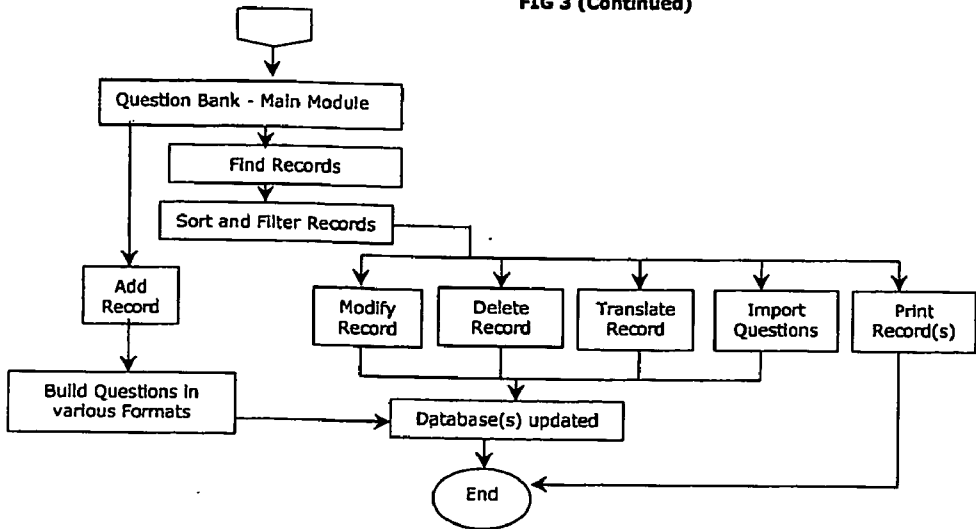 FIG 3 (Continued)
Question Bank - Main Module
Find Records
Sort and Filter Records
Add
Record
Modify
Record
Delete
Record
Translate
Record
Import
Questions
Print
Record(s)
Build Questions in
various Formats
Database(s) updated
End